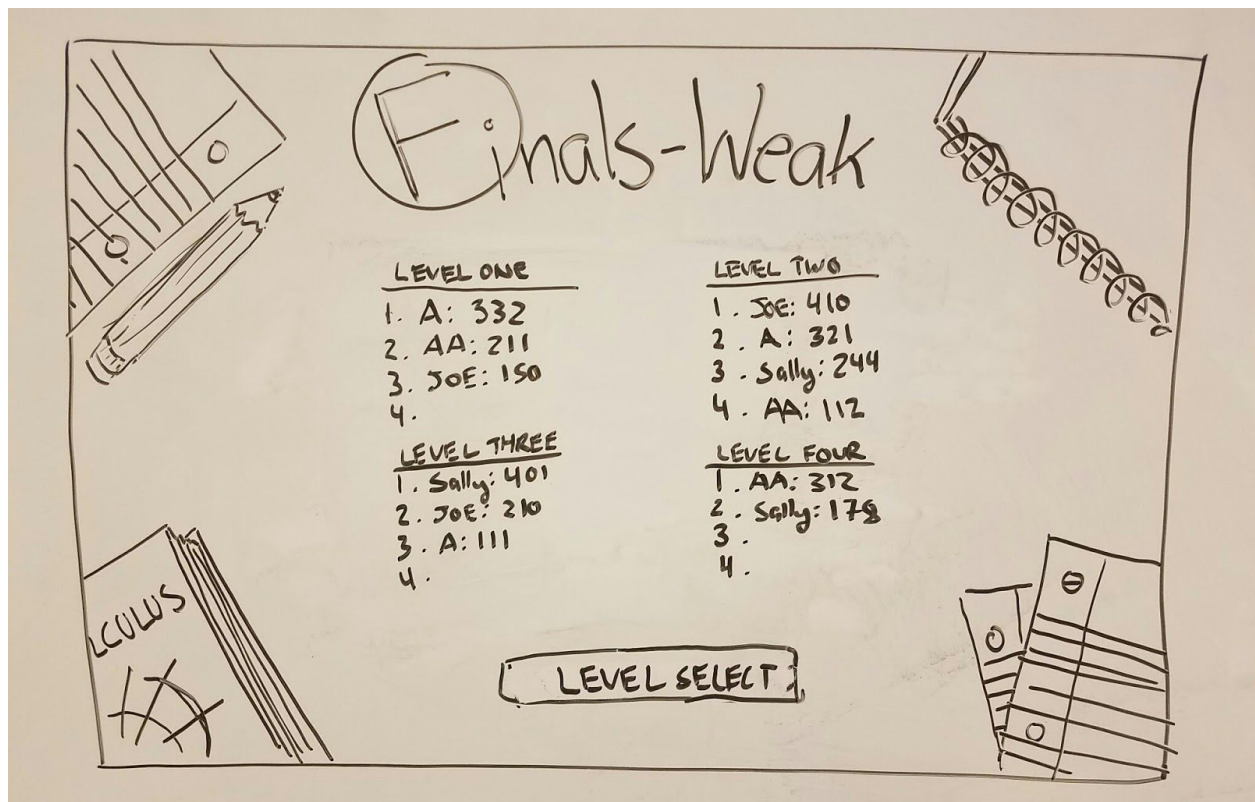 Finals-Weak
LEVEL ONE
1. A: 332
2. AA: 211
3. JOE: 150
4.
LEVEL TWO
1. JOE: 410
2. A: 321
3. Sally: 244
4. AA: 112
LEVEL THREE
1. Sally: 401
2. JOE: 210
3. A: 111
4.
LEVEL FOUR
1. AA: 312
2. Sally: 178
3.
4.
LCULUS
LEVEL SELECT